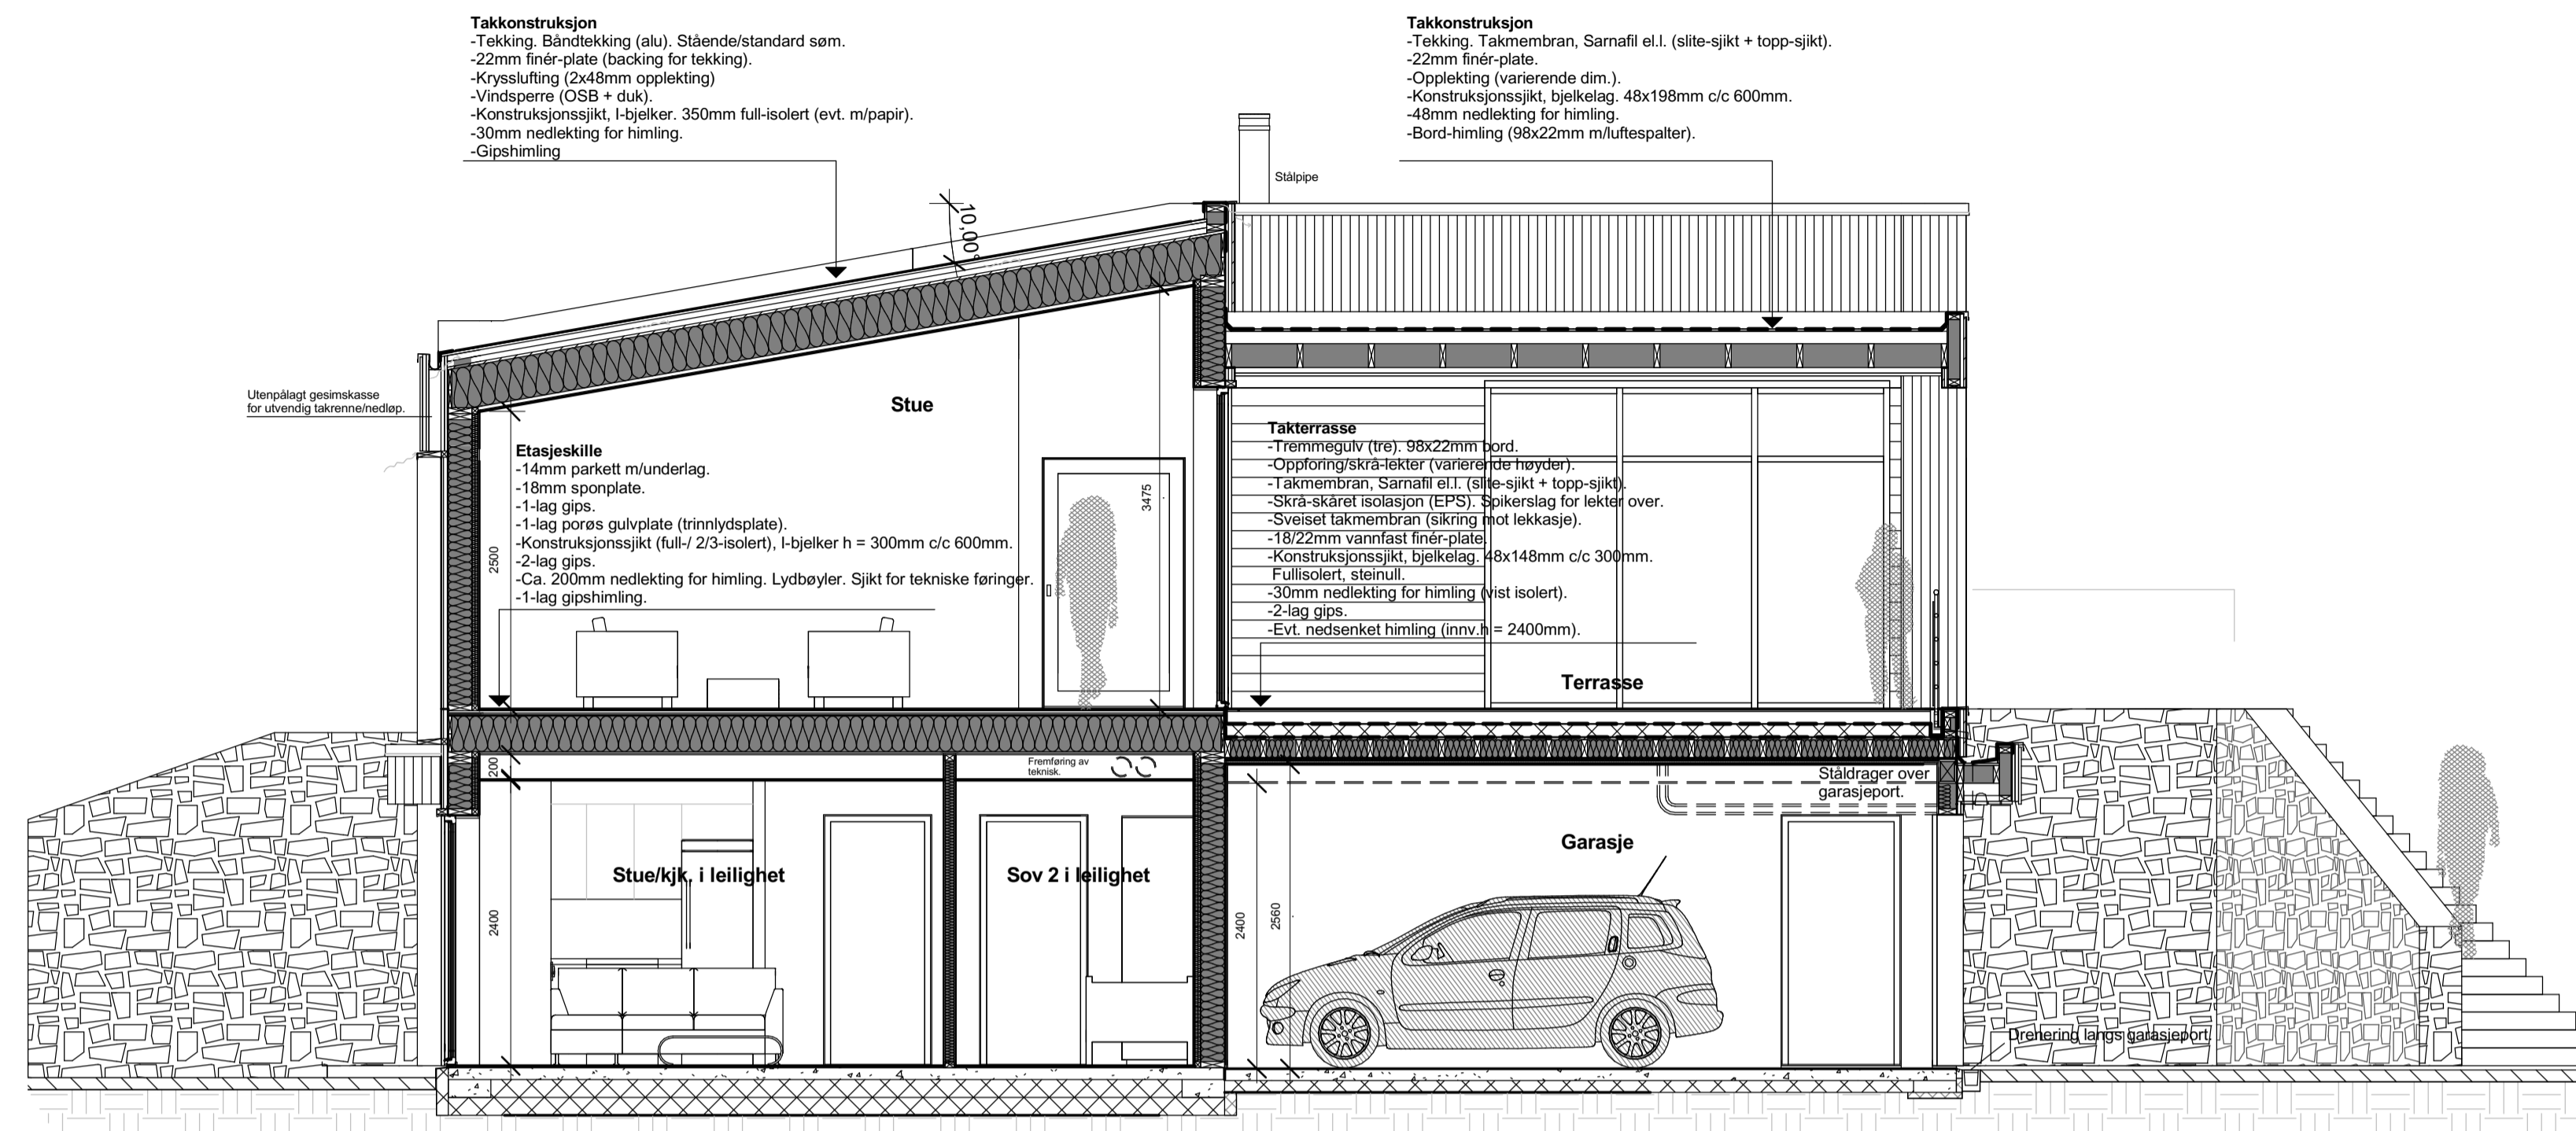 Takkonstruksjon
-Tekking. Båndtekking (alu). Stående/standard søm.
-22mm finér-plate (backing for tekking).
-Kryssluftìng (2x48mm opplekting)
-Vindsperre (OSB + duk).
-Konstruksjonssjikt, I-bjelker. 350mm full-isolert (evt. m/papir).
-30mm nedlekting for himling.
-Gipshimling
Takkonstruksjon
-Tekking. Takmembran, Sarnafil el.l. (slite-sjikt + topp-sjikt).
-22mm finér-plate.
-Opplekting (varierende dim.).
-Konstruksjonssjikt, bjelkelag. 48x198mm c/c 600mm.
-48mm nedlekting for himling.
-Bord-himling (98x22mm m/luftespalter).
Stålpipe
10,00°
Utenpålagt gesimskasse
for utvendig takrenne/nedløp.
Stue
Etasjeskille
-14mm parkett m/underlag.
-18mm sponplate.
-1-lag gips.
-1-lag porøs gulvplate (trinnlydsplate).
-Konstruksjonssjikt (full-/ 2/3-isolert), I-bjelker h = 300mm c/c 600mm.
-2-lag gips.
-Ca. 200mm nedlekting for himling. Lydbøyler. Sjikt for tekniske føringer.
-1-lag gipshimling.
2500
3475
Takterrasse
-Tremmegulv (tre). 98x22mm bord.
-Oppforing/skrå-lekter (varierende høyder).
-Takmembran, Sarnafil el.l. (slite-sjikt + topp-sjikt).
-Skrå-skåret isolasjon (EPS). Spikerslag for lekter over.
-Sveiset takmembran (sikring mot lekkasje).
-18/22mm vannfast finér-plate.
-Konstruksjonssjikt, bjelkelag. 48x148mm c/c 300mm.
Fullisolert, steinull.
-30mm nedlekting for himling (vist isolert).
-2-lag gips.
-Evt. nedsenket himling (innv.h = 2400mm).
Terrasse
200
Fremføring av
teknisk.
Ståldrager over
garasjeport.
Garasje
Stue/kjk. i leilighet
Sov 2 i leilighet
2400
2400
2560
Drenering langs garasjeport.